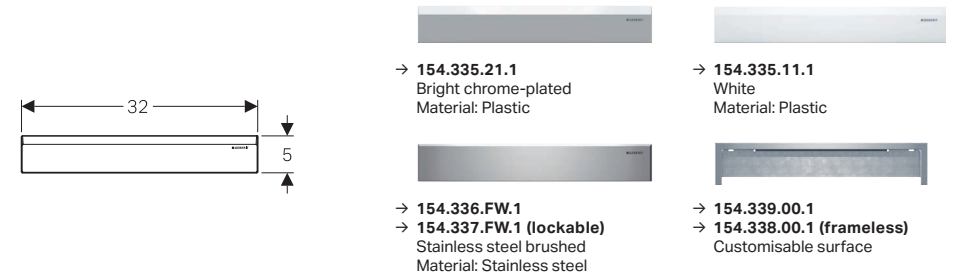 32
5
→ 154.335.21.1
Bright chrome-plated
Material: Plastic
→ 154.335.11.1
White
Material: Plastic
→ 154.336.FW.1
→ 154.337.FW.1 (lockable)
Stainless steel brushed
Material: Stainless steel
→ 154.339.00.1
→ 154.338.00.1 (frameless)
Customisable surface